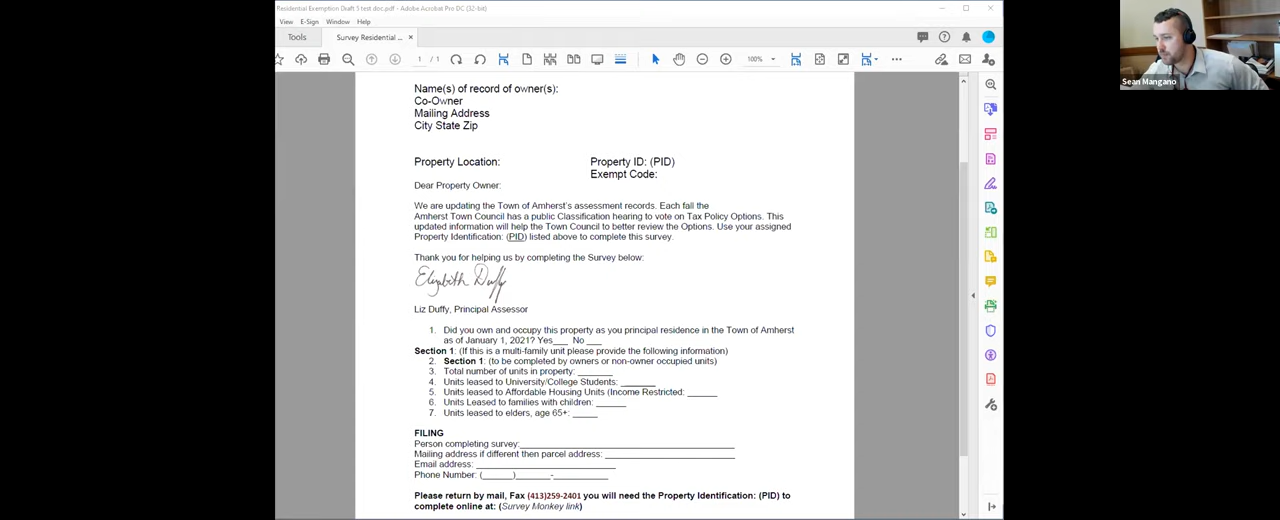 Residential Exemption Draft 5 test doc.pdf - Adobe Acrobat Pro DC (32-bit)
View E-Sign Window Help
Tools Survey Residential ... ×
1 / 1 100%
Name(s) of record of owner(s):
Co-Owner
Mailing Address
City State Zip
Property Location: Property ID: (PID)
Exempt Code:
Dear Property Owner:
We are updating the Town of Amherst's assessment records. Each fall the
Amherst Town Council has a public Classification hearing to vote on Tax Policy Options. This
updated information will help the Town Council to better review the Options. Use your assigned
Property Identification: (PID) listed above to complete this survey.
Thank you for helping us by completing the Survey below:
Elizabeth Duffy
Liz Duffy, Principal Assessor
1. Did you own and occupy this property as you principal residence in the Town of Amherst
as of January 1, 2021? Yes___ No ___
Section 1: (If this is a multi-family unit please provide the following information)
2. Section 1: (to be completed by owners or non-owner occupied units)
3. Total number of units in property: _______
4. Units leased to University/College Students: _______
5. Units leased to Affordable Housing Units (Income Restricted: ______
6. Units Leased to families with children: ______
7. Units leased to elders, age 65+: _____
FILING
Person completing survey:____________________________________________
Mailing address if different then parcel address: __________________________
Email address: ____________________________
Phone Number: (______)_______-___________
Please return by mail, Fax (413)259-2401 you will need the Property Identification: (PID) to
complete online at: (Survey Monkey link)
Sean Mangano